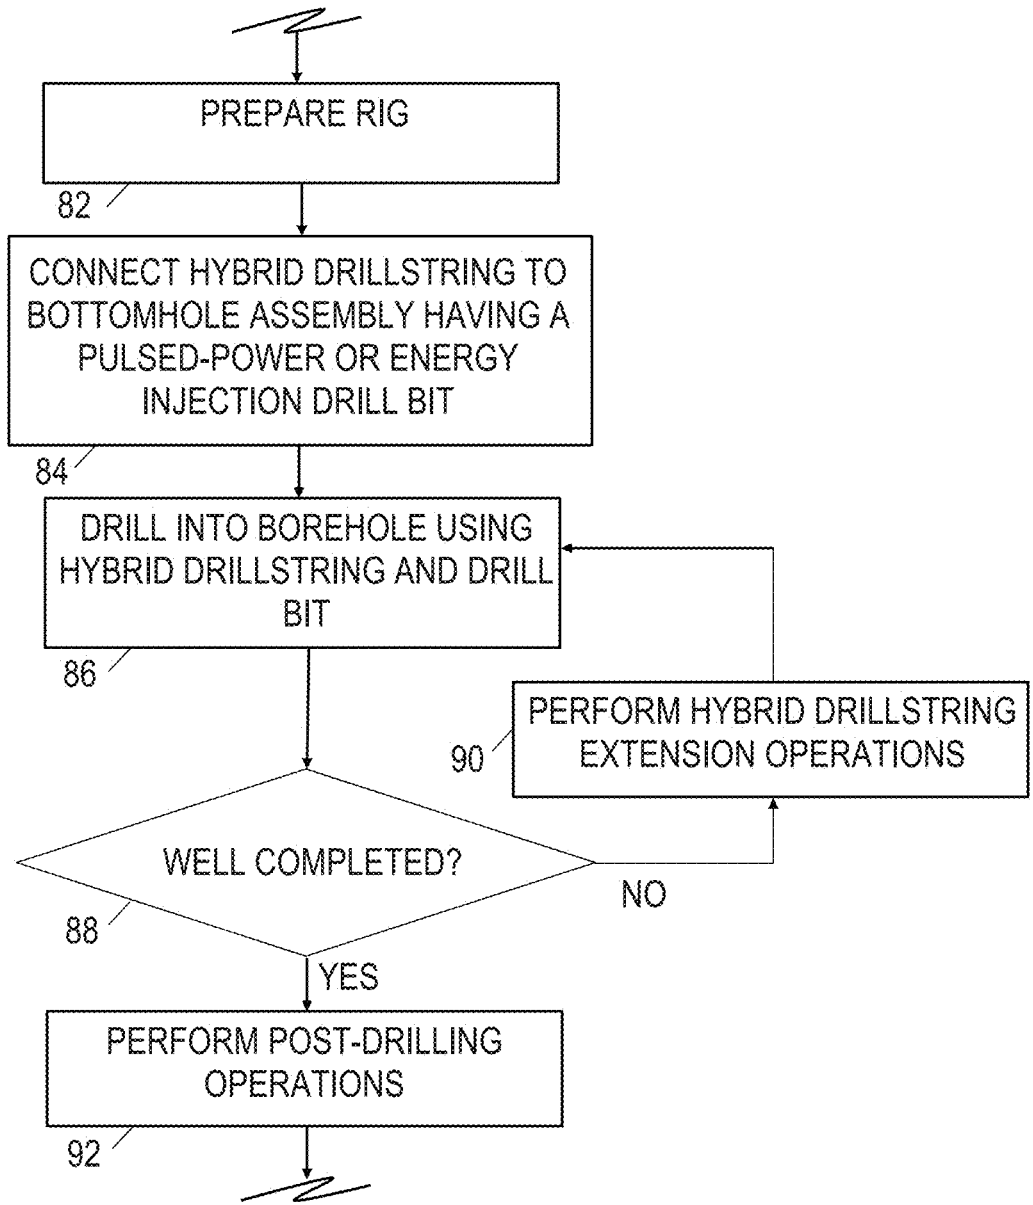 PREPARE RIG
82
CONNECT HYBRID DRILLSTRING TO
BOTTOMHOLE ASSEMBLY HAVING A
PULSED-POWER OR ENERGY
INJECTION DRILL BIT
84
DRILL INTO BOREHOLE USING
HYBRID DRILLSTRING AND DRILL
BIT
86
PERFORM HYBRID DRILLSTRING
EXTENSION OPERATIONS
90
WELL COMPLETED?
NO
88
YES
PERFORM POST-DRILLING
OPERATIONS
92